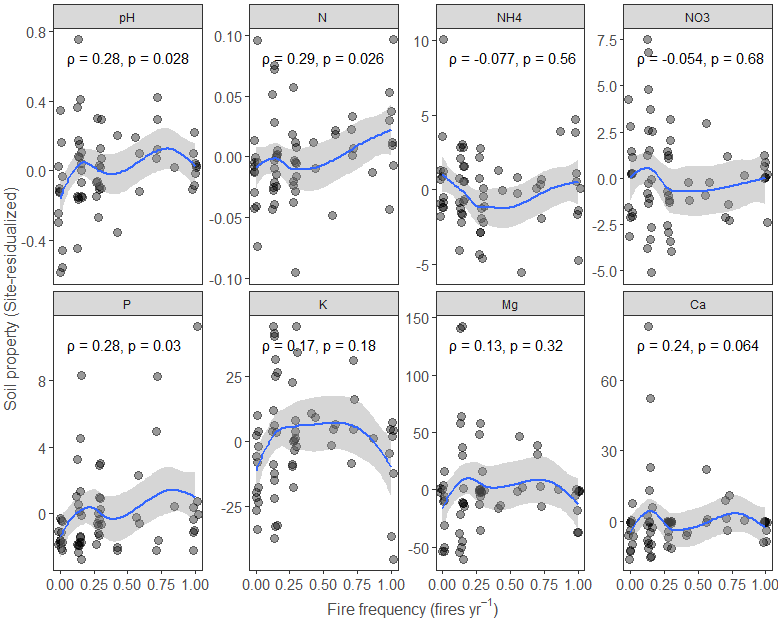 pH N NH4 NO3
ρ = 0.28, p = 0.028 ρ = 0.29, p = 0.026 ρ = -0.077, p = 0.56 ρ = -0.054, p = 0.68
0.8 0.4 0.0 -0.4
0.10 0.05 0.00 -0.05 -0.10
10 5 0 -5
7.5 5.0 2.5 0.0 -2.5 -5.0
Soil property (Site-residualized)
P K Mg Ca
ρ = 0.28, p = 0.03 ρ = 0.17, p = 0.18 ρ = 0.13, p = 0.32 ρ = 0.24, p = 0.064
8 4 0
25 0 -25
150 100 50 0 -50
60 30 0
0.00 0.25 0.50 0.75 1.00 0.00 0.25 0.50 0.75 1.00 0.00 0.25 0.50 0.75 1.00 0.00 0.25 0.50 0.75 1.00
Fire frequency (fires yr⁻¹)